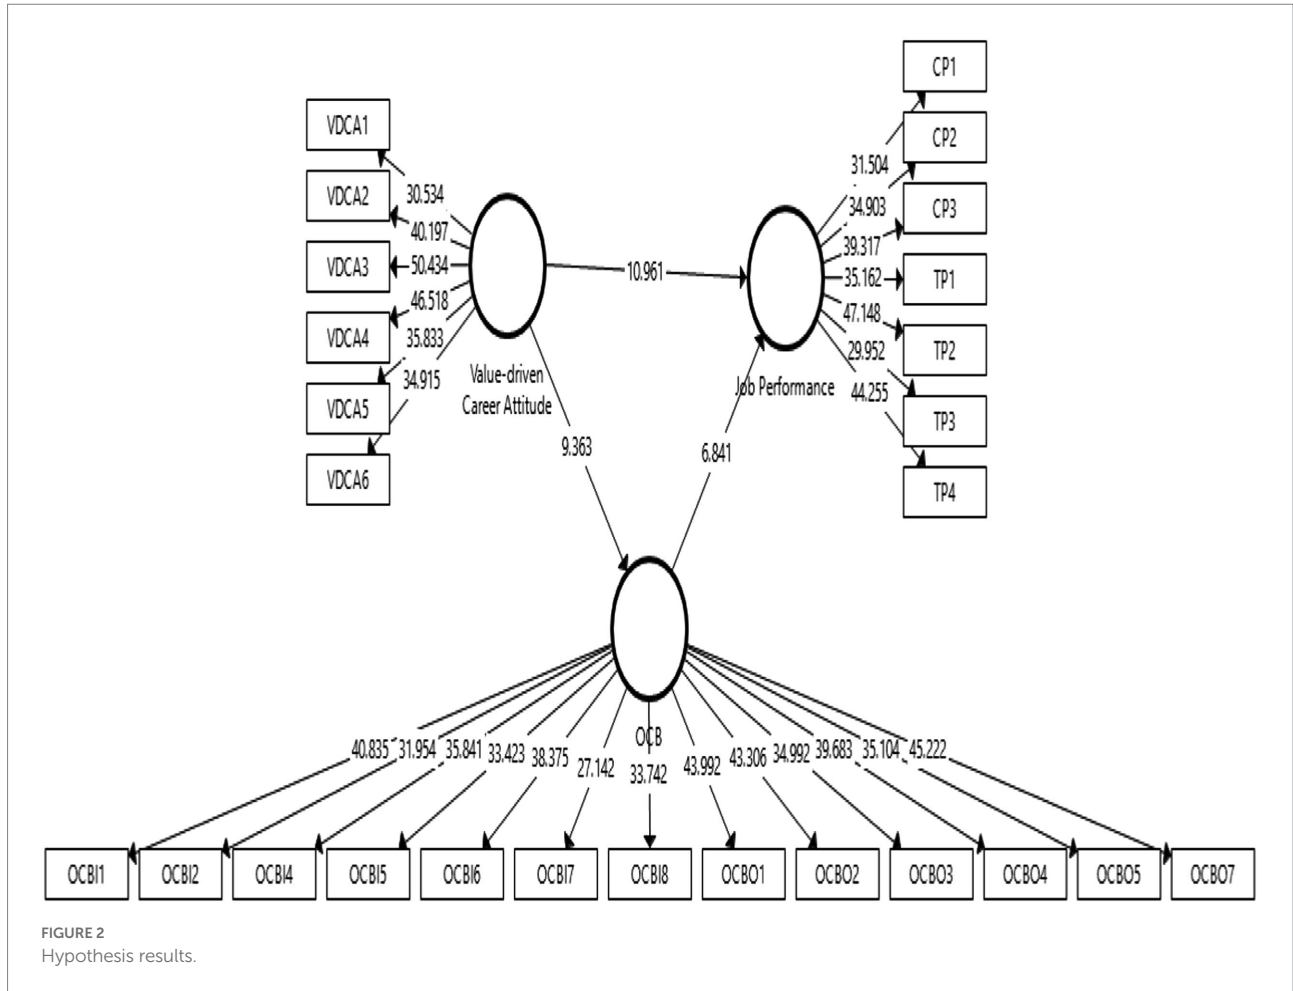 CP1
VDCA1
CP2
31.504
VDCA2
30.534
34.903
CP3
40.197
39.317
VDCA3
50.434
10.961
35.162
TP1
46.518
47.148
VDCA4
35.833
29.952
TP2
34.915
Value-driven
Career Attitude
Job Performance
44.255
VDCA5
TP3
9.363
6.841
VDCA6
TP4
OCB
40.835 31.954 35.841 33.423 38.375 27.142 33.742 43.992 43.306 34.992 39.683 35.104 45.222
OCBI1 OCBI2 OCBI4 OCBI5 OCBI6 OCBI7 OCBI8 OCBO1 OCBO2 OCBO3 OCBO4 OCBO5 OCBO7
FIGURE 2
Hypothesis results.